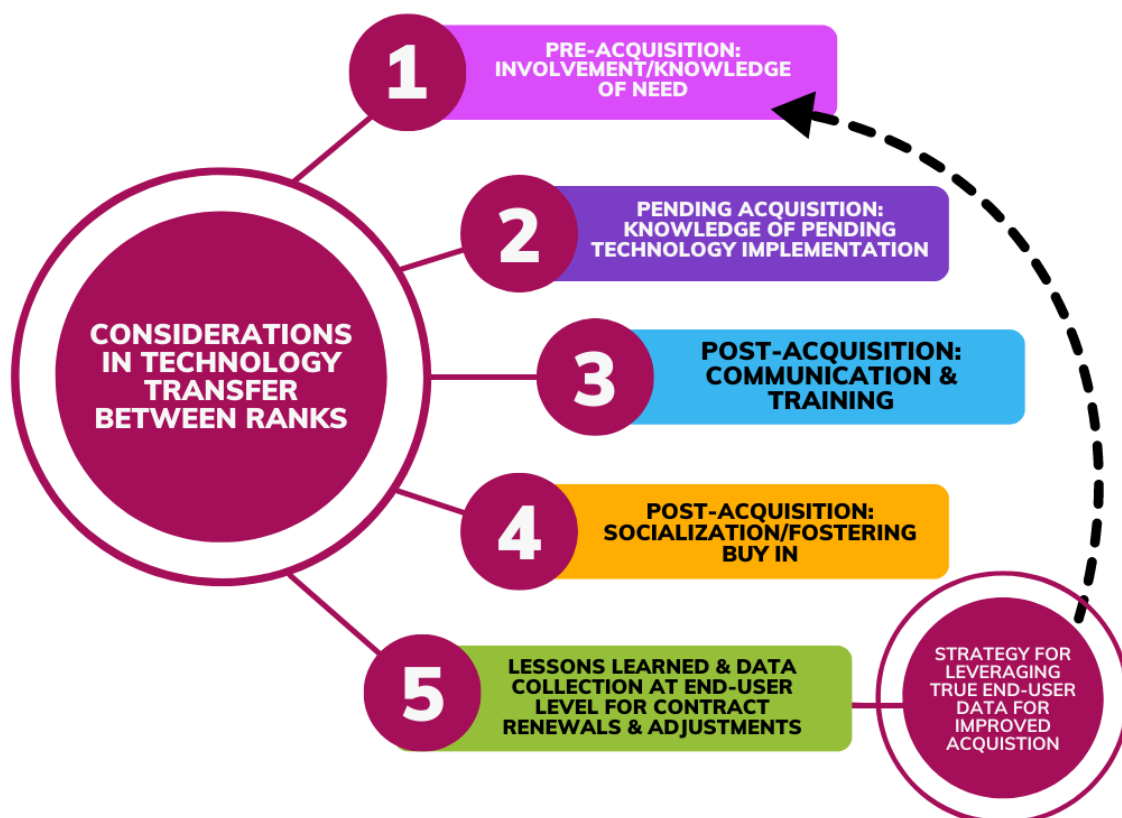 1
PRE-ACQUISITION:
INVOLVEMENT/KNOWLEDGE
OF NEED
2
PENDING ACQUISITION:
KNOWLEDGE OF PENDING
TECHNOLOGY IMPLEMENTATION
CONSIDERATIONS
IN TECHNOLOGY
TRANSFER
BETWEEN RANKS
3
POST-ACQUISITION:
COMMUNICATION &
TRAINING
4
POST-ACQUISITION:
SOCIALIZATION/FOSTERING
BUY IN
5
LESSONS LEARNED & DATA
COLLECTION AT END-USER
LEVEL FOR CONTRACT
RENEWALS & ADJUSTMENTS
STRATEGY FOR
LEVERAGING
TRUE END-USER
DATA FOR
IMPROVED
ACQUISTION